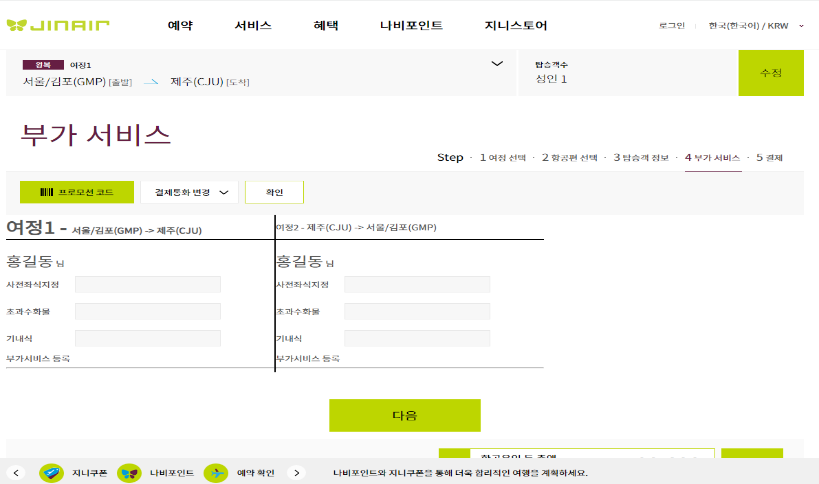 JINAIR 예약 서비스 혜택 나비포인트 지니스토어 로그인 한국(한국어) / KRW
왕복 여정1
서울/김포(GMP) [출발] 제주(CJU) [도착]
탑승객수
성인 1
수정
부가 서비스
Step · 1 여정 선택 · 2 항공편 선택 · 3 탑승객 정보 · 4 부가 서비스 · 5 결제
프로모션 코드 결제통화 변경 확인
여정1 - 서울/김포(GMP) -> 제주(CJU)
홍길동 님
사전좌석지정
초과수화물
기내식
부가서비스 등록
여정2 - 제주(CJU) -> 서울/김포(GMP)
홍길동 님
사전좌석지정
초과수화물
기내식
부가서비스 등록
다음
지니쿠폰 나비포인트 예약 확인 나비포인트와 지니쿠폰을 통해 더욱 합리적인 여행을 계획하세요.